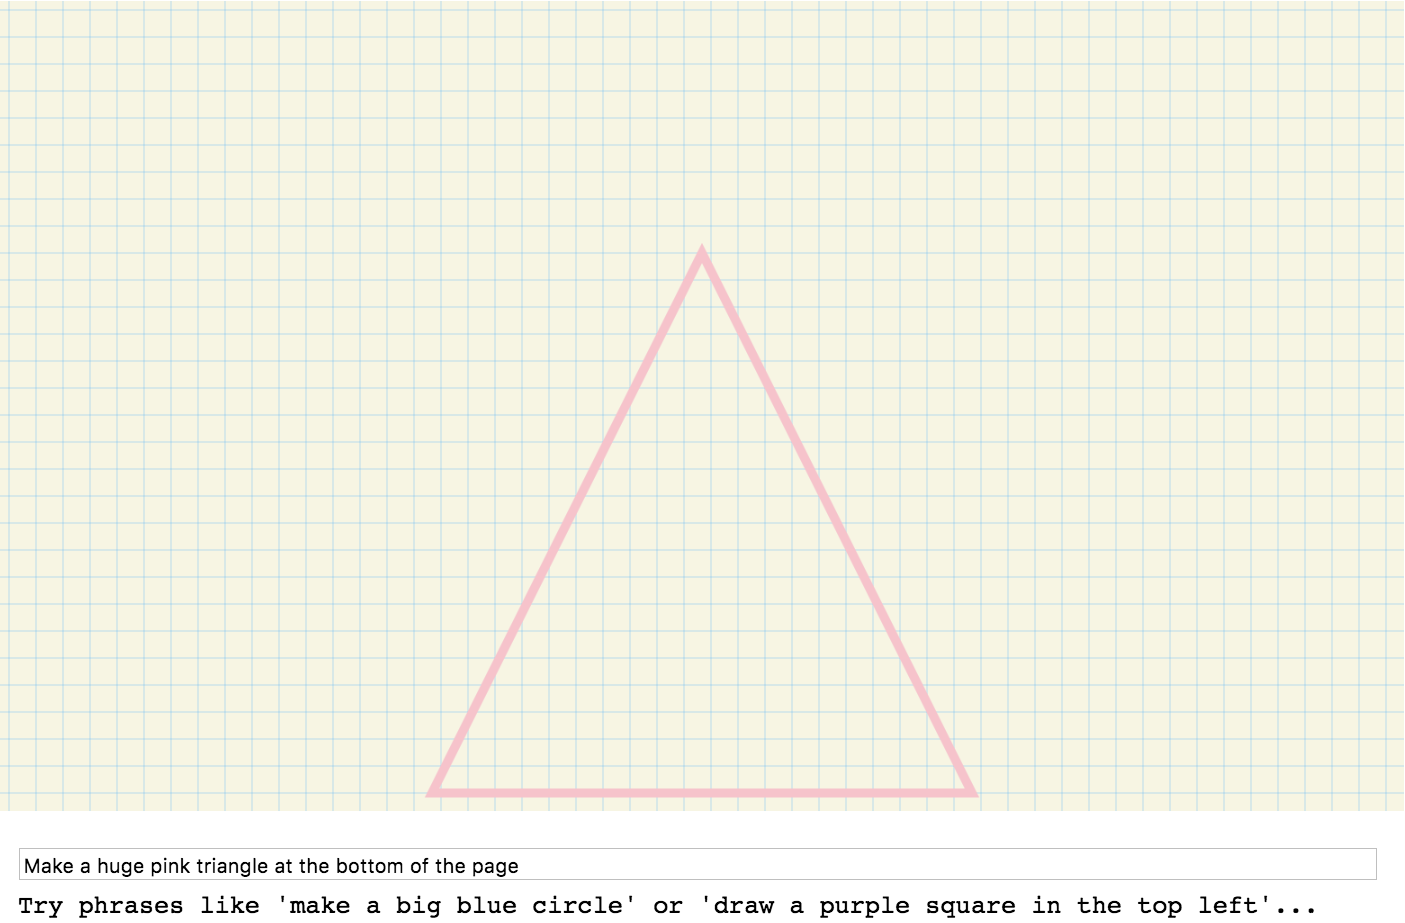 Make a huge pink triangle at the bottom of the page
Try phrases like 'make a big blue circle' or 'draw a purple square in the top left'...